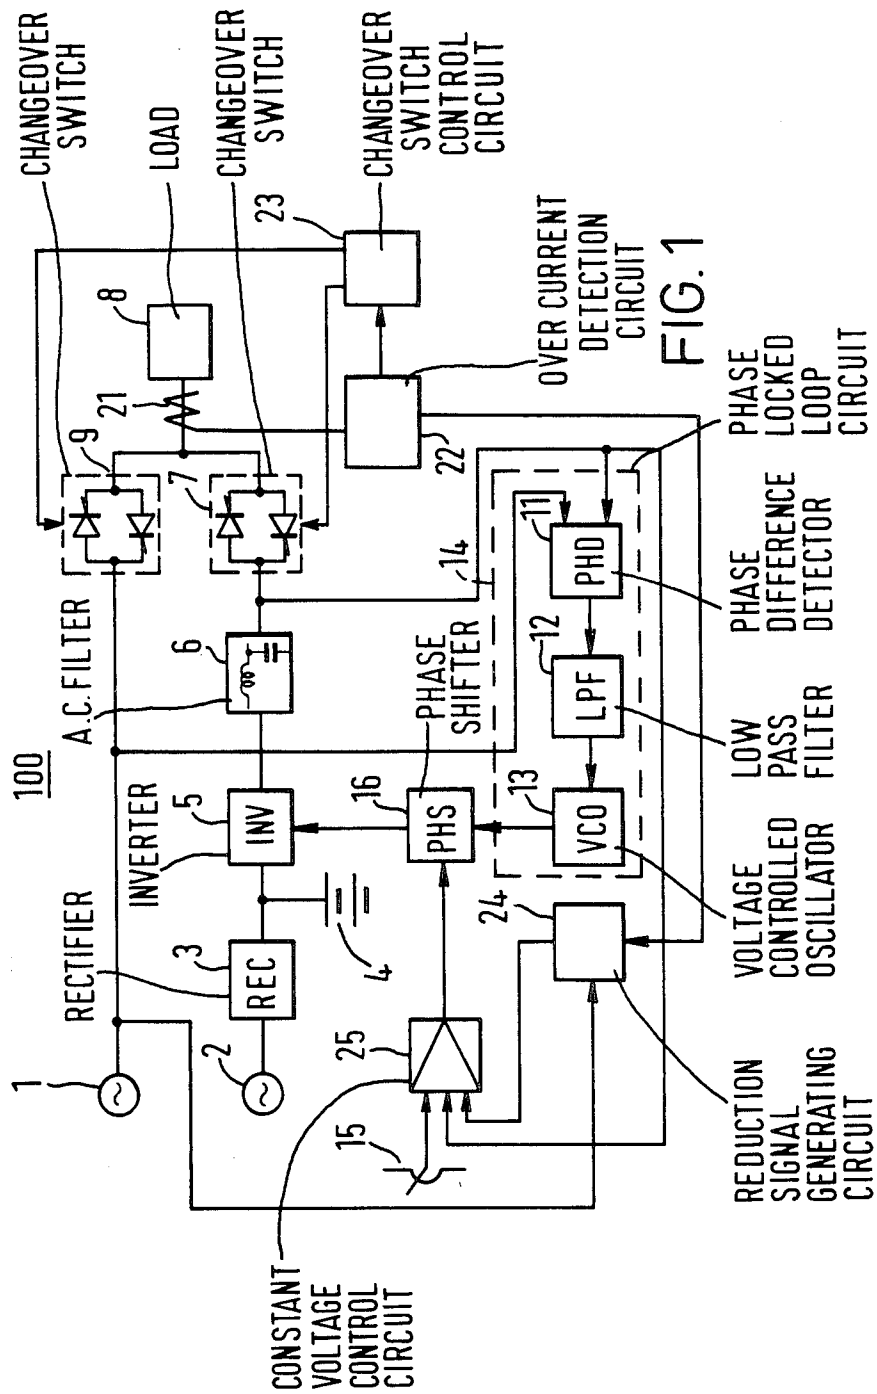 100
1
2
RECTIFIER
3
REC
4
INVERTER
5
INV
A.C.FILTER
6
CHANGEOVER
SWITCH
9
7
CHANGEOVER
SWITCH
LOAD
8
21
23
CHANGEOVER
SWITCH
CONTROL
CIRCUIT
22
OVER CURRENT
DETECTION
CIRCUIT
CONSTANT
VOLTAGE
CONTROL
CIRCUIT
15
25
16
PHS
PHASE
SHIFTER
14
11
PHD
12
LPF
13
VCO
24
REDUCTION
SIGNAL
GENERATING
CIRCUIT
VOLTAGE
CONTROLLED
OSCILLATOR
LOW
PASS
FILTER
PHASE
DIFFERENCE
DETECTOR
PHASE
LOCKED
LOOP
CIRCUIT
FIG. 1